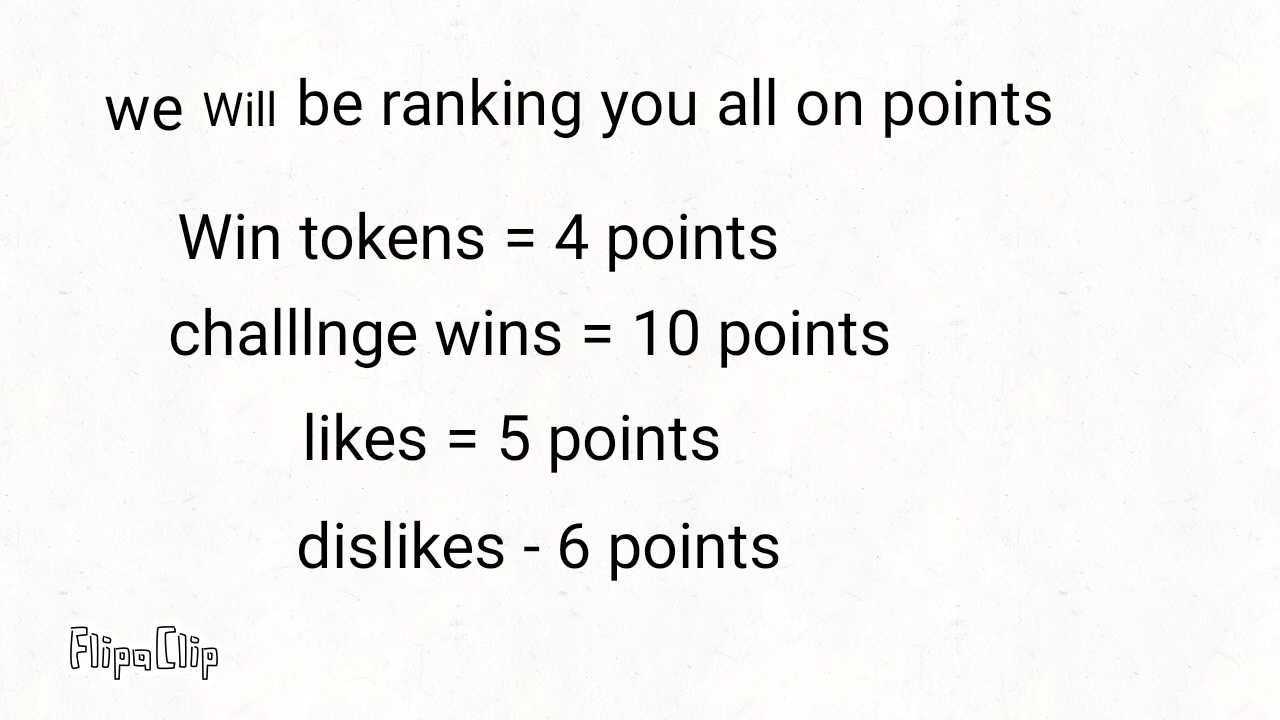 we Will be ranking you all on points
Win tokens = 4 points
challlnge wins = 10 points
likes = 5 points
dislikes - 6 points
FlipaClip